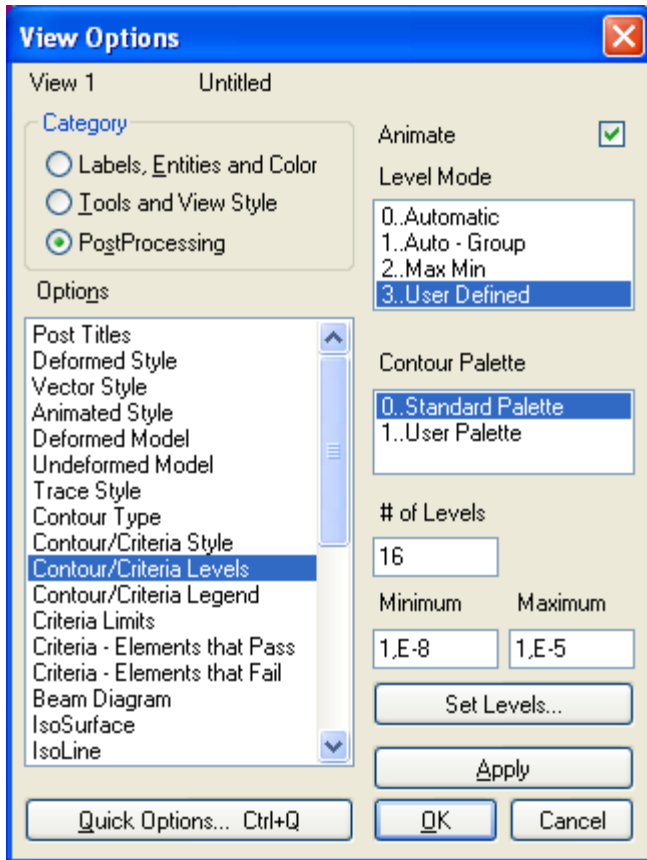 View Options
View 1 Untitled
Category
Labels, Entities and Color
Tools and View Style
PostProcessing
Options
Post Titles
Deformed Style
Vector Style
Animated Style
Deformed Model
Undeformed Model
Trace Style
Contour Type
Contour/Criteria Style
Contour/Criteria Levels
Contour/Criteria Legend
Criteria Limits
Criteria - Elements that Pass
Criteria - Elements that Fail
Beam Diagram
IsoSurface
IsoLine
Quick Options... Ctrl+Q
Animate
Level Mode
0..Automatic
1..Auto - Group
2..Max Min
3..User Defined
Contour Palette
0..Standard Palette
1..User Palette
# of Levels
16
Minimum Maximum
1,E-8 1,E-5
Set Levels...
Apply
OK Cancel